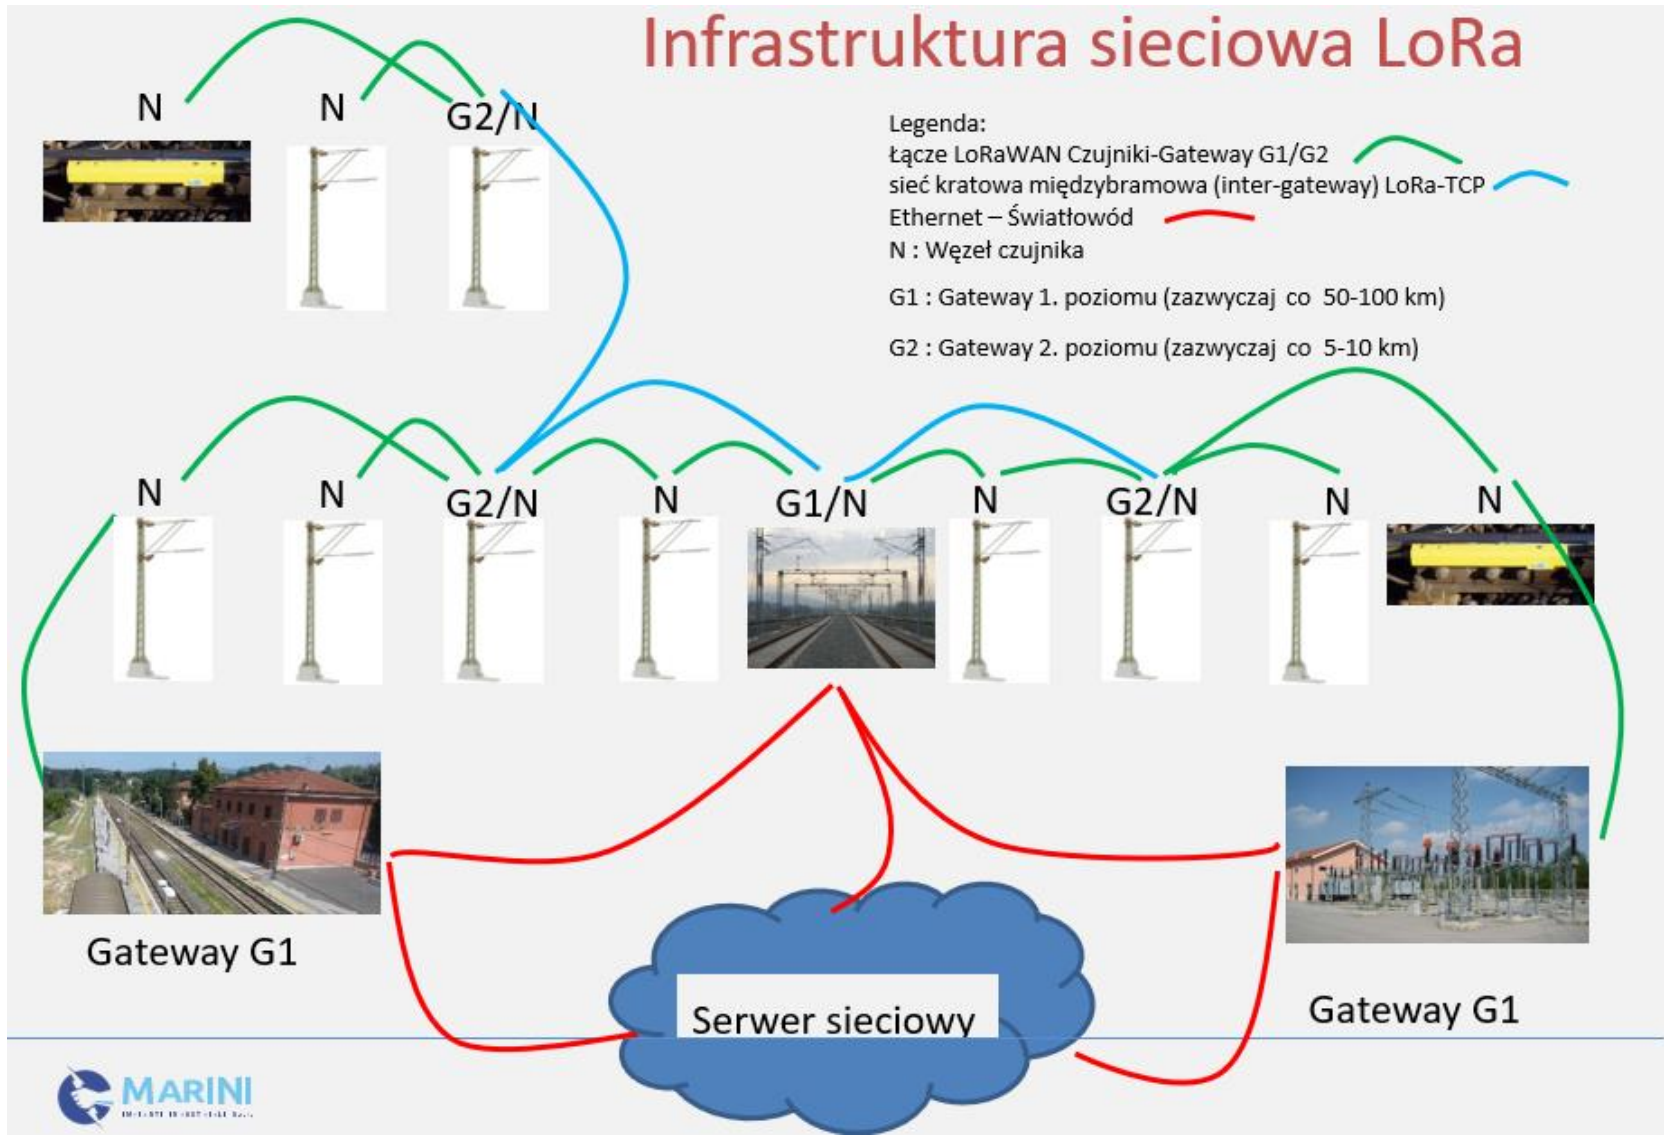 Infrastruktura sieciowa LoRa
N
N
G2/N
Legenda:
Łącze LoRaWAN Czujniki-Gateway G1/G2
sieć kratowa międzybramowa (inter-gateway) LoRa-TCP
Ethernet – Światłowód
N : Węzeł czujnika
G1 : Gateway 1. poziomu (zazwyczaj co 50-100 km)
G2 : Gateway 2. poziomu (zazwyczaj co 5-10 km)
N
N
G2/N
N
G1/N
N
G2/N
N
N
Gateway G1
Serwer sieciowy
Gateway G1
MARINI